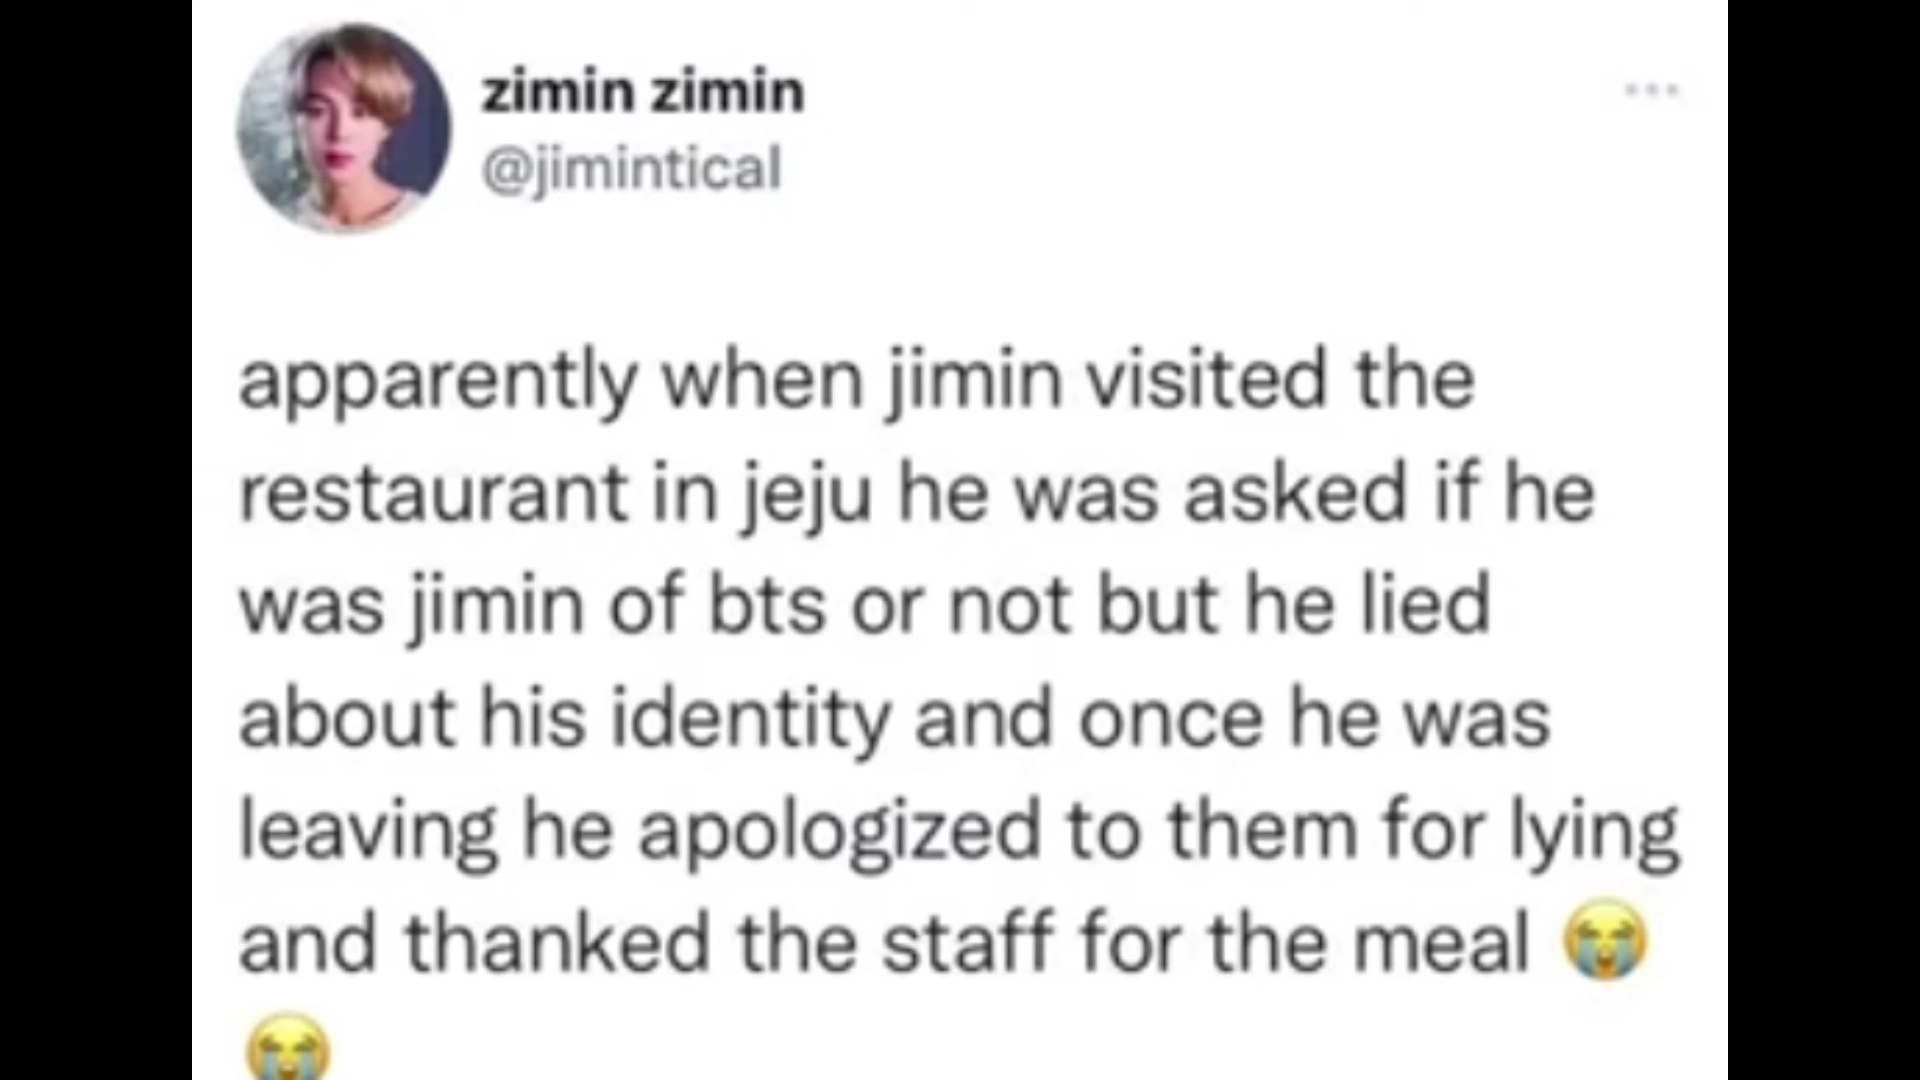 zimin zimin
@jimintical
apparently when jimin visited the
restaurant in jeju he was asked if he
was jimin of bts or not but he lied
about his identity and once he was
leaving he apologized to them for lying
and thanked the staff for the meal 😭
😭